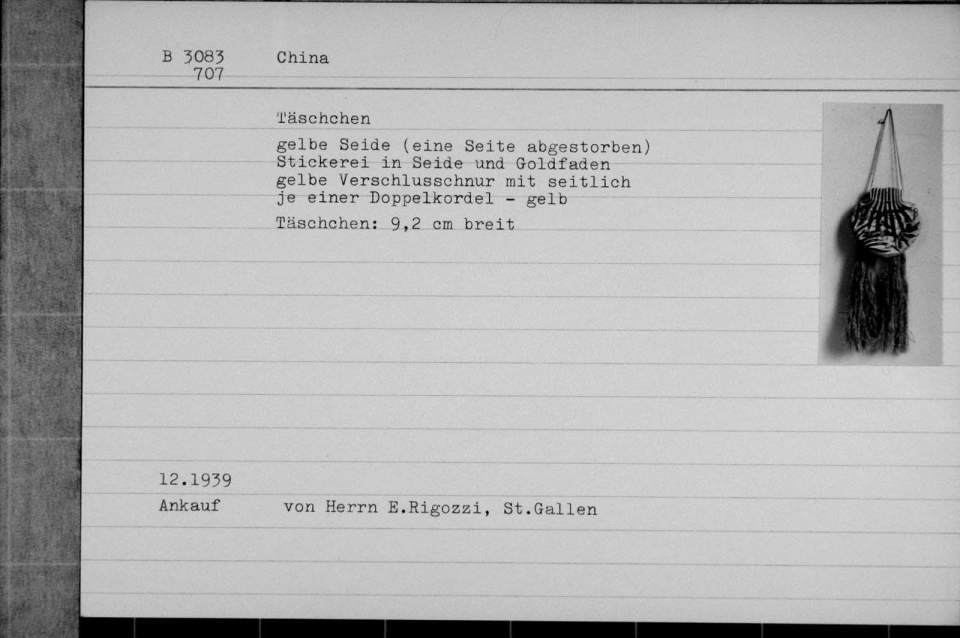 B 3083 China
707
Täschchen
gelbe Seide (eine Seite abgestorben)
Stickerei in Seide und Goldfaden
gelbe Verschlusschnur mit seitlich
je einer Doppelkordel - gelb
Täschchen: 9,2 cm breit
12.1939
Ankauf von Herrn E.Rigozzi, St.Gallen